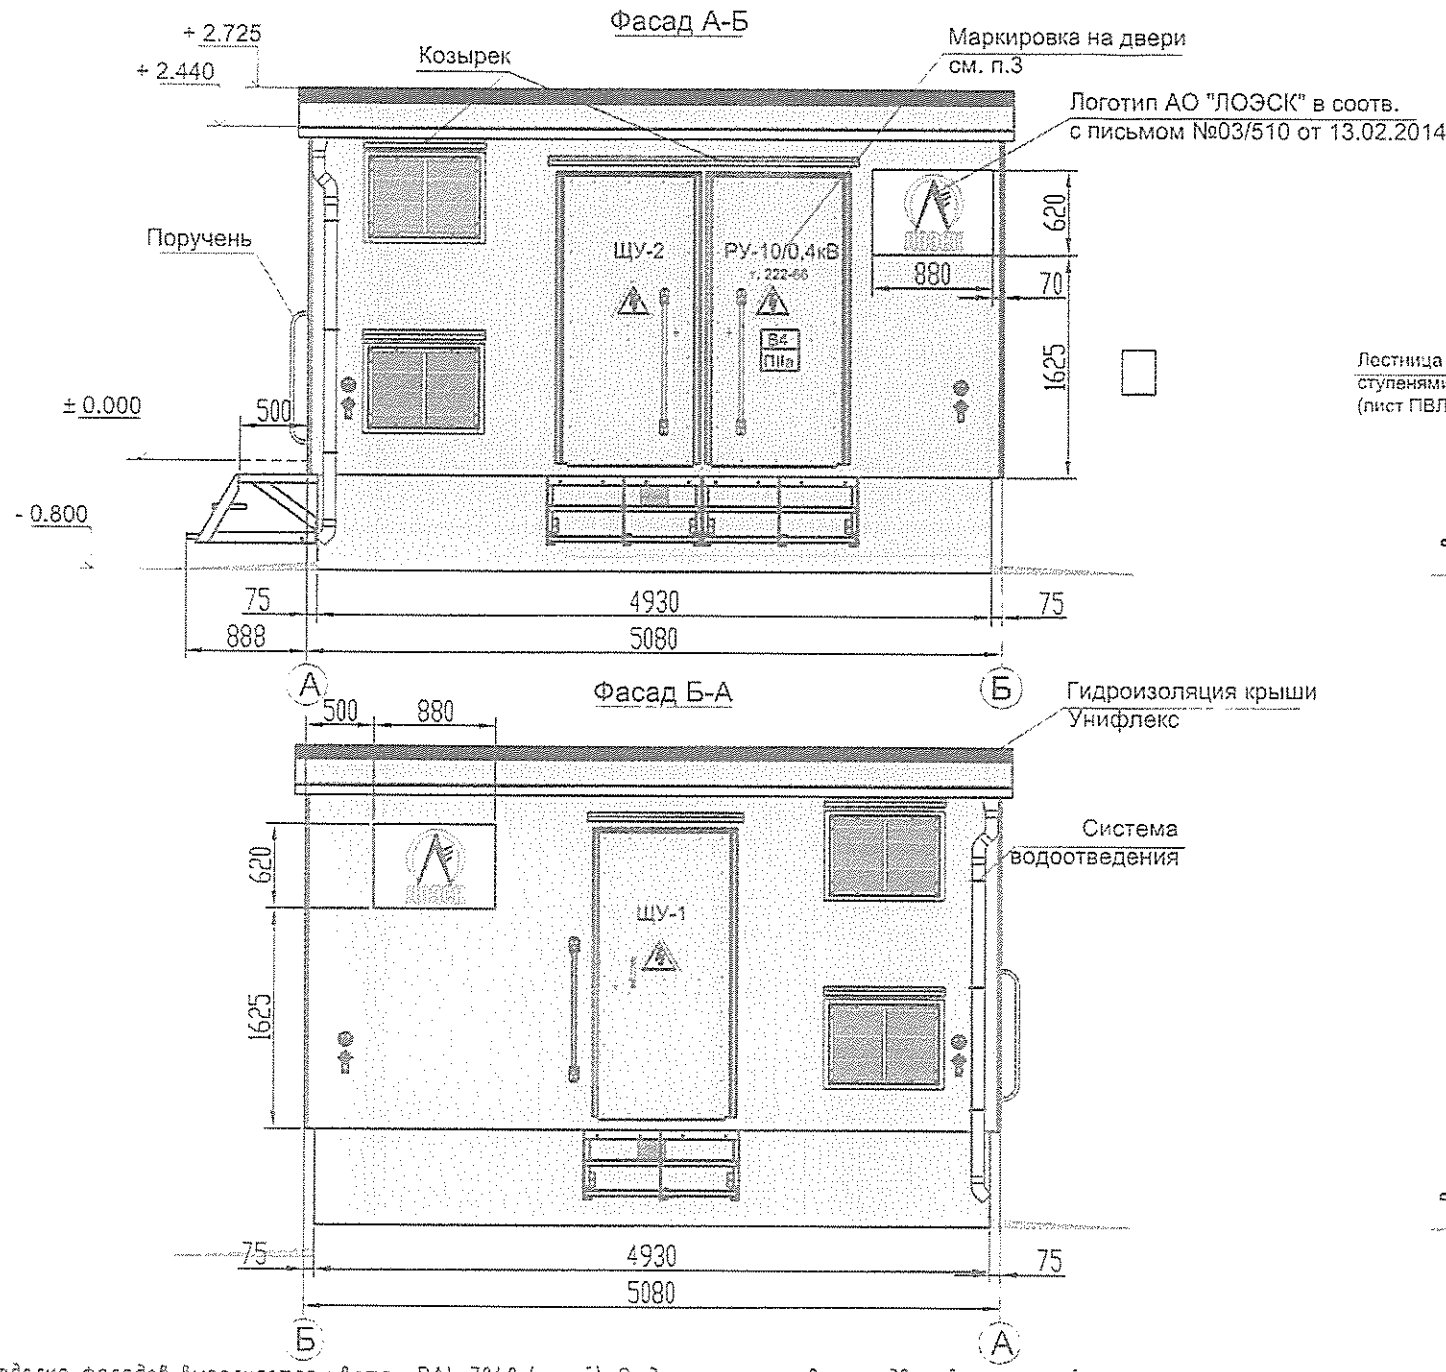 Фасад А-Б
+ 2.725
+ 2.440
Козырек
Маркировка на двери
см. п.3
Логотип АО "ЛОЭСК" в соотв.
с письмом №03/510 от 13.02.2014
Поручень
ЩУ-2
РУ-10/0,4кВ
620
880
70
1625
В4
ПIIа
Лестница
ступенями
(лист ПВЛ
± 0.000
500
- 0.800
75
4930
75
888
5080
А
Б
Фасад Б-А
500
880
Гидроизоляция крыши
Унифлекс
620
Система
водоотведения
ЩУ-1
1625
75
4930
75
5080
Б
А